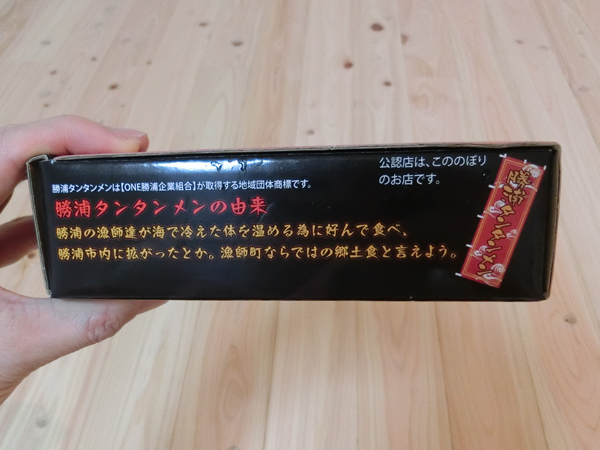 公認店は、こののぼり
のお店です。
勝浦タンタンメンは【ONE勝浦企業組合】が取得する地域団体商標です。
勝浦タンタンメンの由来
勝浦の漁師達が海で冷えた体を温める為に好んで食べ、
勝浦市内に拡がったとか。漁師町ならではの郷土食と言えよう。
勝浦タンタンメン